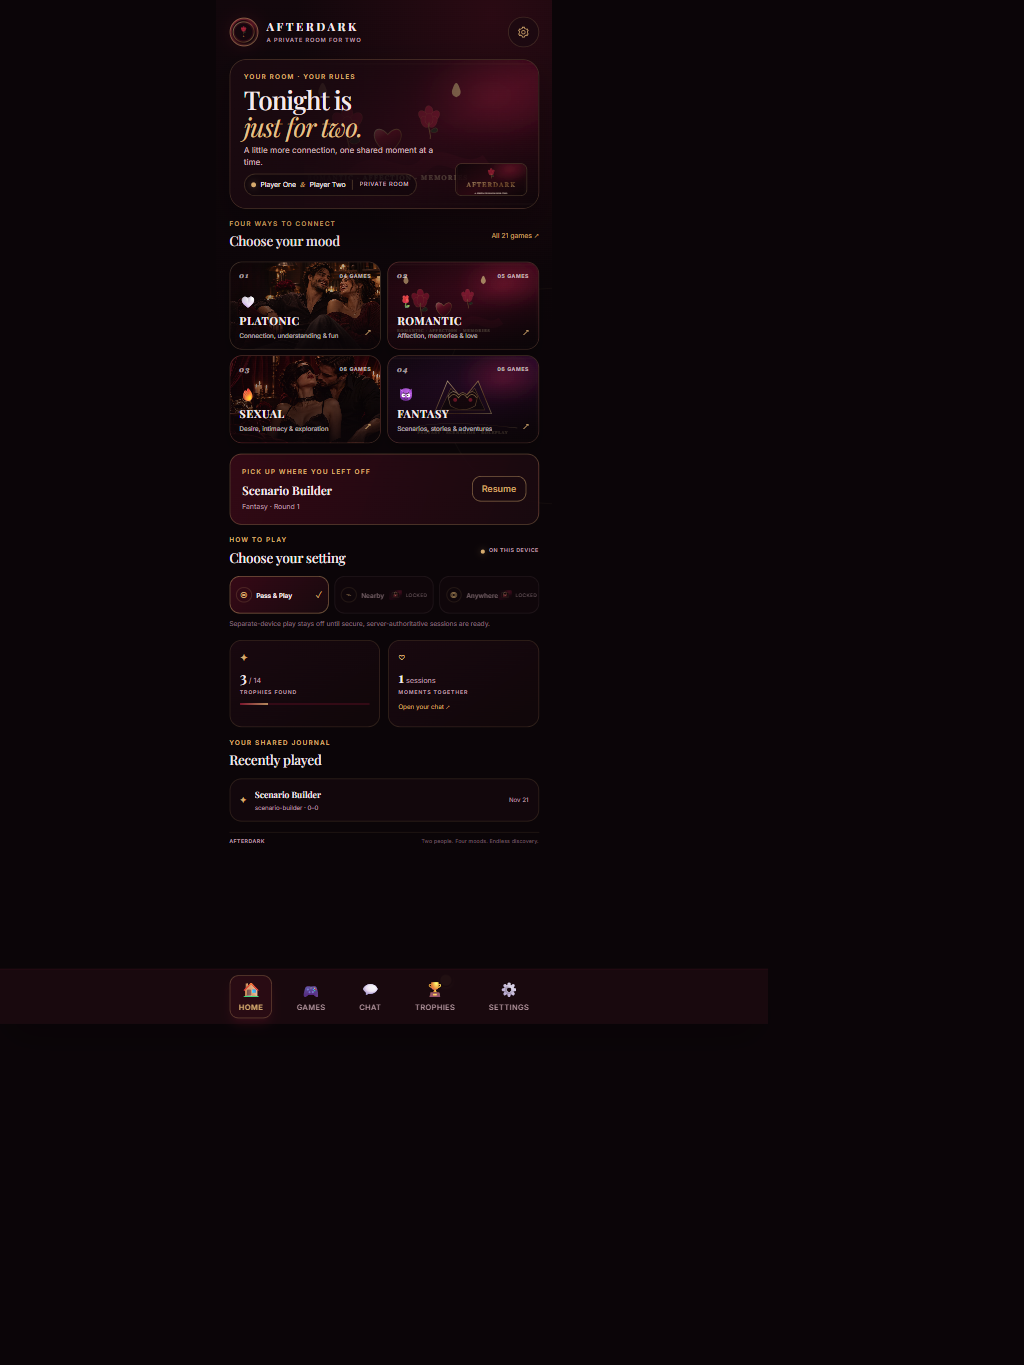 AFTERDARK
A PRIVATE ROOM FOR TWO
YOUR ROOM · YOUR RULES
Tonight is
just for two.
A little more connection, one shared moment at a
time.
Player One & Player Two | PRIVATE ROOM
AFTERDARK
FOUR WAYS TO CONNECT
Choose your mood
All 21 games ↗
01
04 GAMES
PLATONIC
Connection, understanding & fun
↗
02
05 GAMES
ROMANTIC
Affection, memories & love
↗
03
06 GAMES
SEXUAL
Desire, intimacy & exploration
↗
04
06 GAMES
FANTASY
Scenarios, stories & adventures
↗
PICK UP WHERE YOU LEFT OFF
Scenario Builder
Fantasy · Round 1
Resume
HOW TO PLAY
Choose your setting
ON THIS DEVICE
Pass & Play ✓
Nearby LOCKED
Anywhere LOCKED
Separate-device play stays off until secure, server-authoritative sessions are ready.
3 / 14
TROPHIES FOUND
1 sessions
MOMENTS TOGETHER
Open your chat ↗
YOUR SHARED JOURNAL
Recently played
Scenario Builder
scenario-builder · 0–0
Nov 21
AFTERDARK
Two people. Four moods. Endless discovery.
HOME
GAMES
CHAT
TROPHIES
SETTINGS